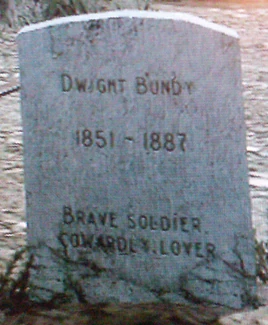 DWIGHT BUNDY
1851 - 1887
BRAVE SOLDIER
COWARDLY LOVER